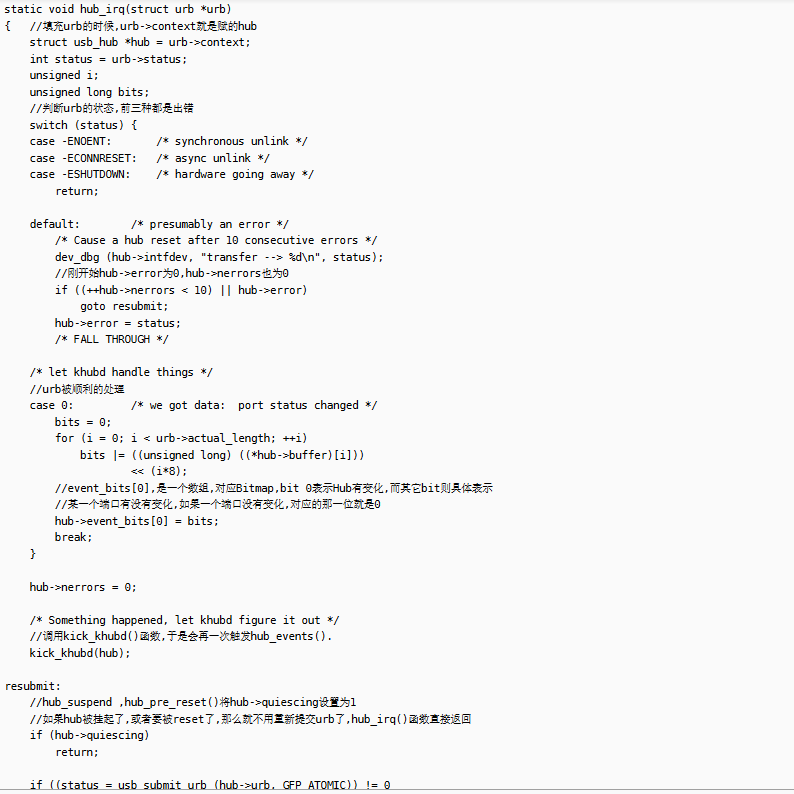 static void hub_irq(struct urb *urb)
{   //填充urb的时候,urb->context就是赋的hub
    struct usb_hub *hub = urb->context;
    int status = urb->status;
    unsigned i;
    unsigned long bits;
    //判断urb的状态,前三种都是出错
    switch (status) {
    case -ENOENT:       /* synchronous unlink */
    case -ECONNRESET:   /* async unlink */
    case -ESHUTDOWN:    /* hardware going away */
        return;
    default:        /* presumably an error */
        /* Cause a hub reset after 10 consecutive errors */
        dev_dbg (hub->intfdev, "transfer --> %d\n", status);
        //刚开始hub->error为0,hub->nerrors也为0
        if ((++hub->nerrors < 10) || hub->error)
            goto resubmit;
        hub->error = status;
        /* FALL THROUGH */
    /* let khubd handle things */
    //urb被顺利的处理
    case 0:         /* we got data:  port status changed */
        bits = 0;
        for (i = 0; i < urb->actual_length; ++i)
            bits |= ((unsigned long) ((*hub->buffer)[i]))
                    << (i*8);
        //event_bits[0],是一个数组,对应Bitmap,bit 0表示Hub有变化,而其它bit则具体表示
        //某一个端口有没有变化,如果一个端口没有变化,对应的那一位就是0
        hub->event_bits[0] = bits;
        break;
    }
    hub->nerrors = 0;
    /* Something happened, let khubd figure it out */
    //调用kick_khubd()函数,于是会再一次触发hub_events().
    kick_khubd(hub);
resubmit:
    //hub_suspend ,hub_pre_reset()将hub->quiescing设置为1
    //如果hub被挂起了,或者要被reset了,那么就不用重新提交urb了,hub_irq()函数直接返回
    if (hub->quiescing)
        return;
    if ((status = usb_submit_urb (hub->urb, GFP_ATOMIC)) != 0